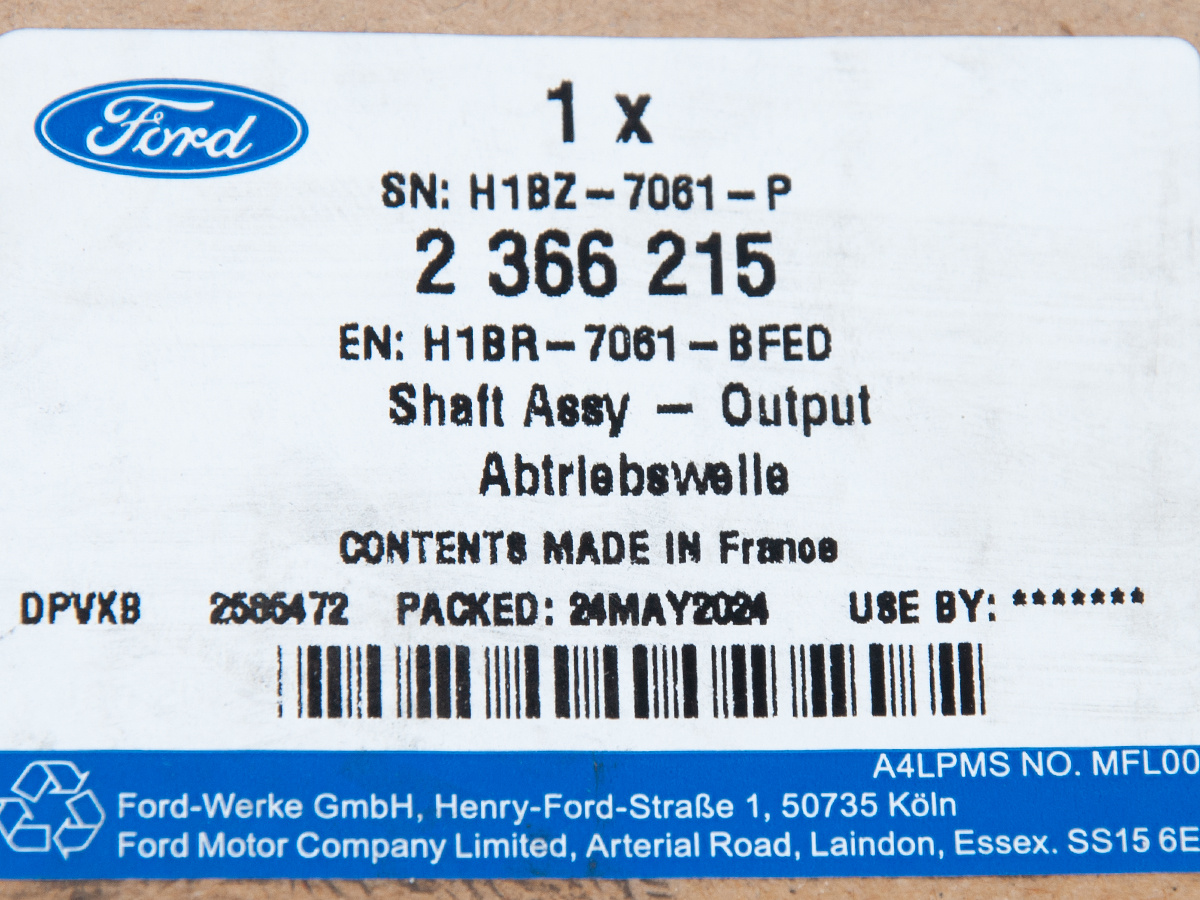 Ford
1 x
SN: H1BZ-7061-P
2 366 215
EN: H1BR-7061-BFED
Shaft Assy - Output
Abtriebswelle
CONTENTS MADE IN France
DPVXB 2585472 PACKED: 24MAY2024 USE BY: *******
A4LPMS NO. MFL00
Ford-Werke GmbH, Henry-Ford-Straße 1, 50735 Köln
Ford Motor Company Limited, Arterial Road, Laindon, Essex. SS15 6E